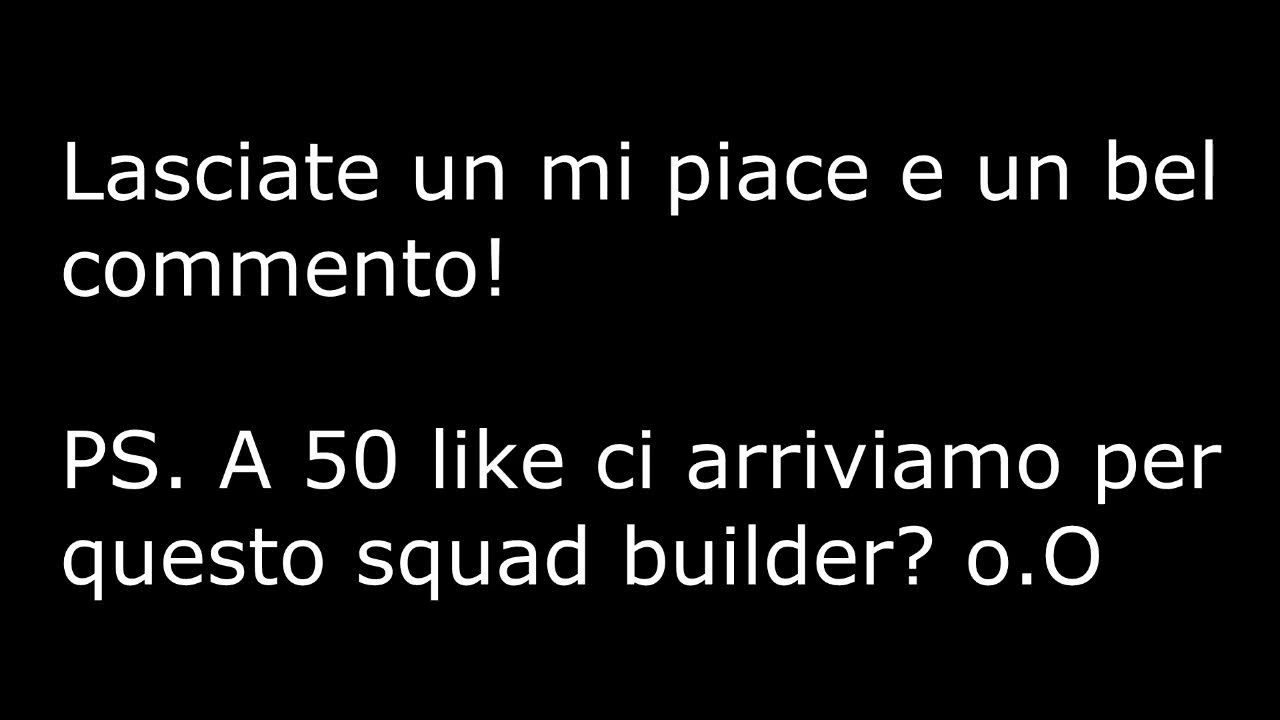 Lasciate un mi piace e un bel
commento!
PS. A 50 like ci arriviamo per
questo squad builder? o.O